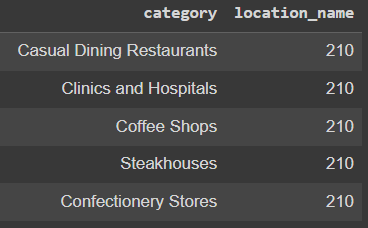 category location_name
Casual Dining Restaurants 210
Clinics and Hospitals 210
Coffee Shops 210
Steakhouses 210
Confectionery Stores 210